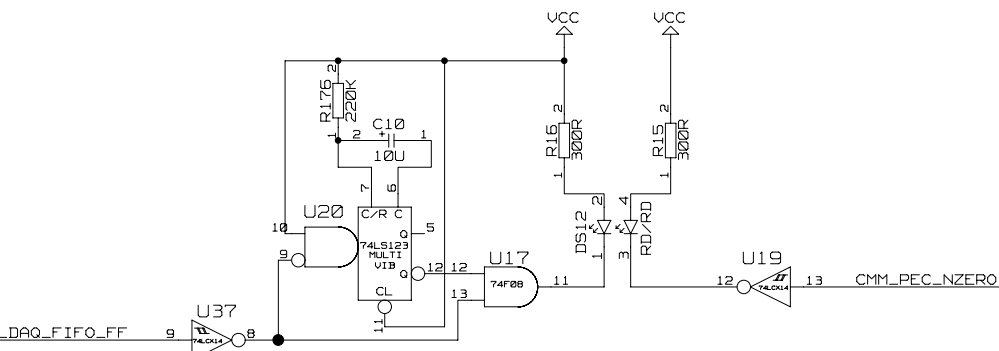 VCC
VCC
2
R176
220K
1
2
C10
+
1
10U
2
R16
300R
1
2
R15
300R
1
7
6
U20
10
9
C/R C
Q
5
74LS123
MULTI
VIB
Q
12
CL
11
12
13
U17
74F08
11
2
DS12
1
4
RD/RD
3
U19
12
74LCX14
13
CMM_PEC_NZERO
_DAQ_FIFO_FF
9
U37
74LCX14
8